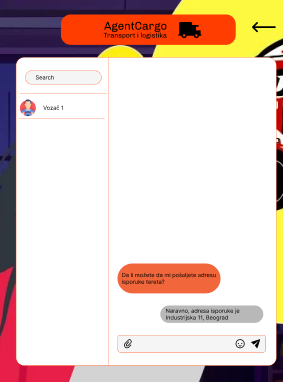 AgentCargo
Transport i logistika
Search
Vozač 1
Da li možete da mi pošaljete adresu
isporuke tereta?
Naravno, adresa isporuke je
Industrijska 11, Beograd